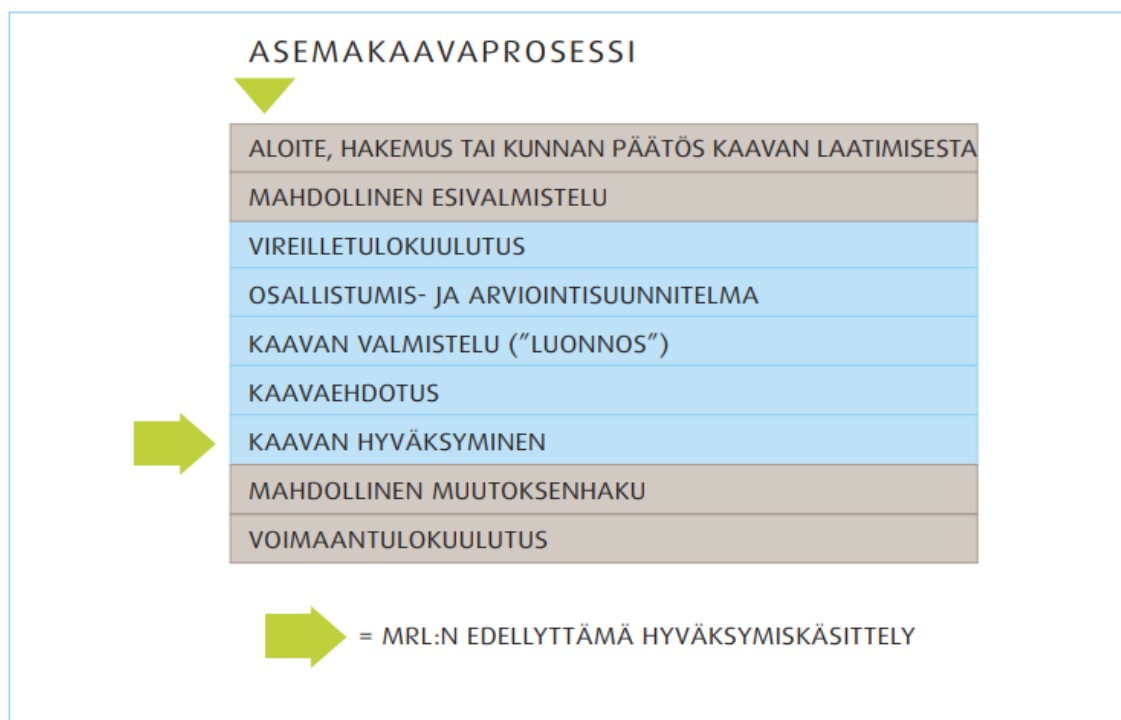 ASEMAKAAVAPROSESSI
ALOITE, HAKEMUS TAI KUNNAN PÄÄTÖS KAAVAN LAATIMISESTA
MAHDOLLINEN ESIVALMISTELU
VIREILLETULOKUULUTUS
OSALLISTUMIS- JA ARVIOINTISUUNNITELMA
KAAVAN VALMISTELU (”LUONNOS”)
KAAVAEHDOTUS
KAAVAN HYVÄKSYMINEN
MAHDOLLINEN MUUTOKSENHAKU
VOIMAANTULOKUULUTUS
= MRL:N EDELLYTTÄMÄ HYVÄKSYMISKÄSITTELY